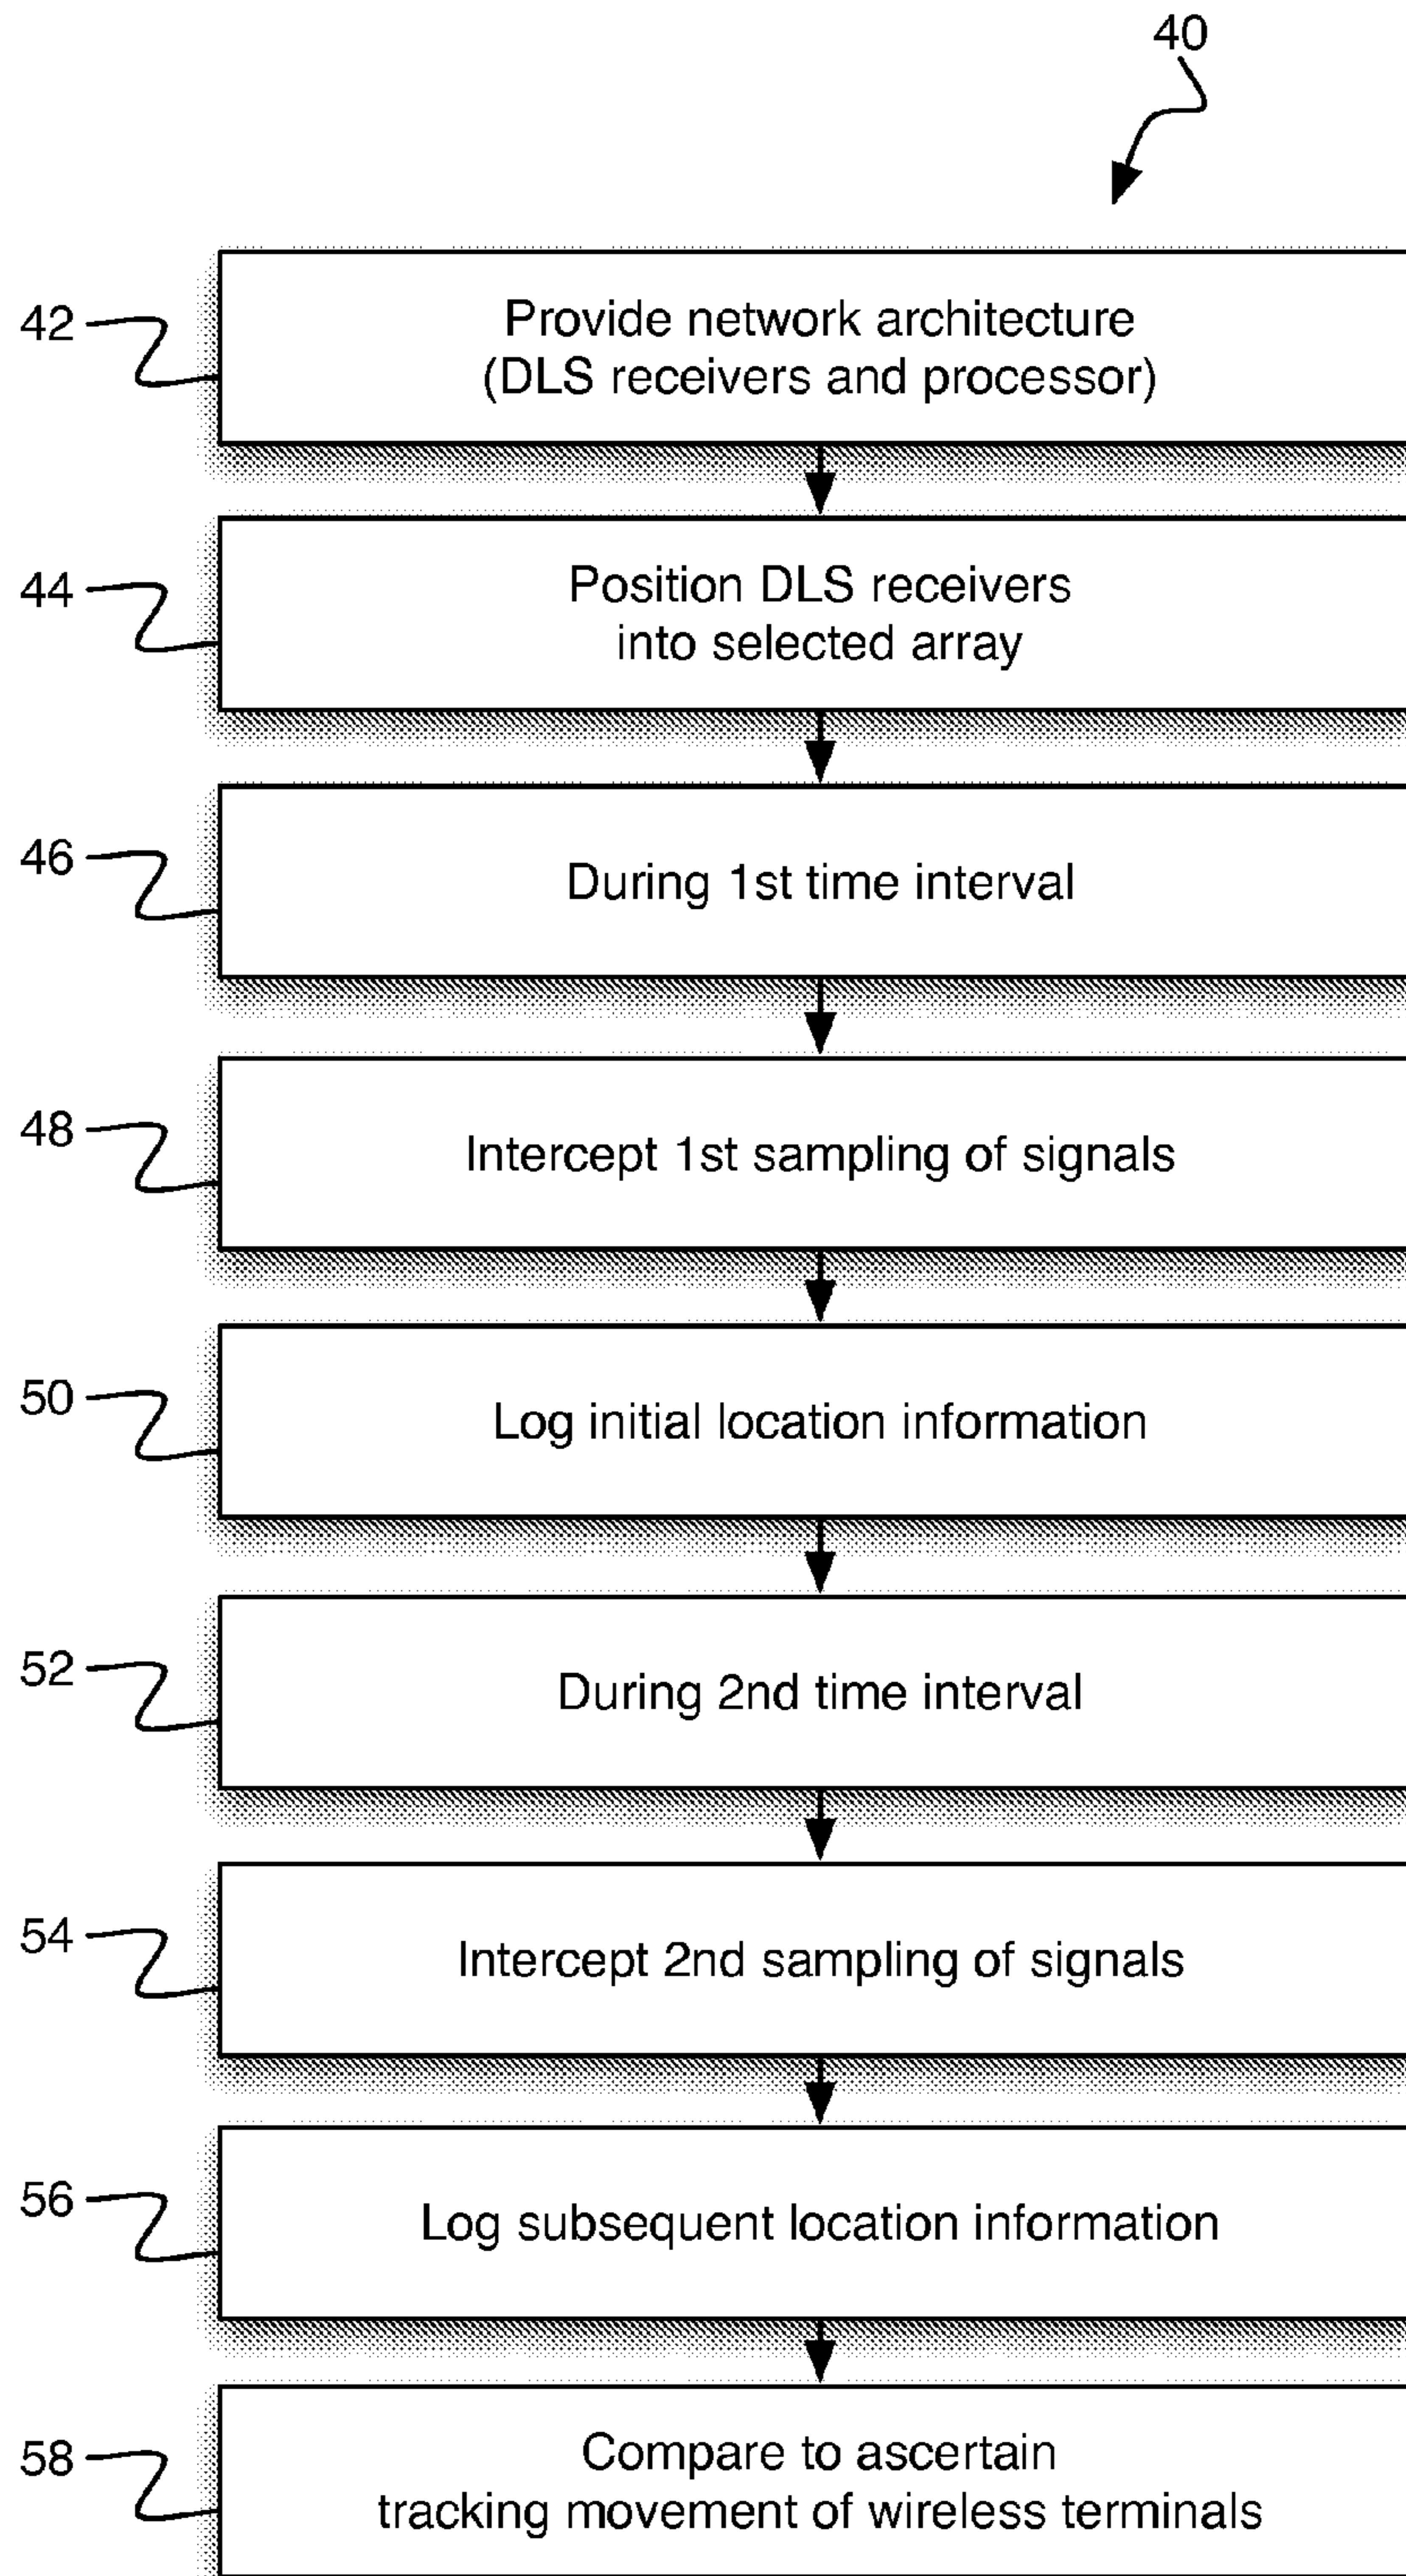 40
42
Provide network architecture
(DLS receivers and processor)
44
Position DLS receivers
into selected array
46
During 1st time interval
48
Intercept 1st sampling of signals
50
Log initial location information
52
During 2nd time interval
54
Intercept 2nd sampling of signals
56
Log subsequent location information
58
Compare to ascertain
tracking movement of wireless terminals